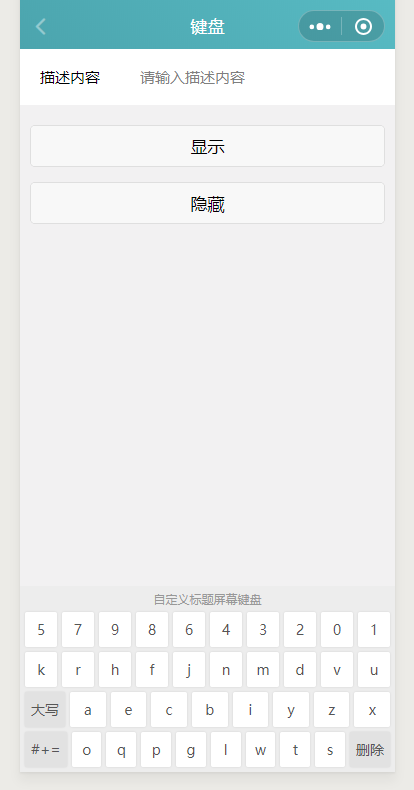 键盘
描述内容 请输入描述内容
显示
隐藏
自定义标题屏幕键盘
5 7 9 8 6 4 3 2 0 1
k r h f j n m d v u
大写 a e c b i y z x
#+= o q p g l w t s 删除